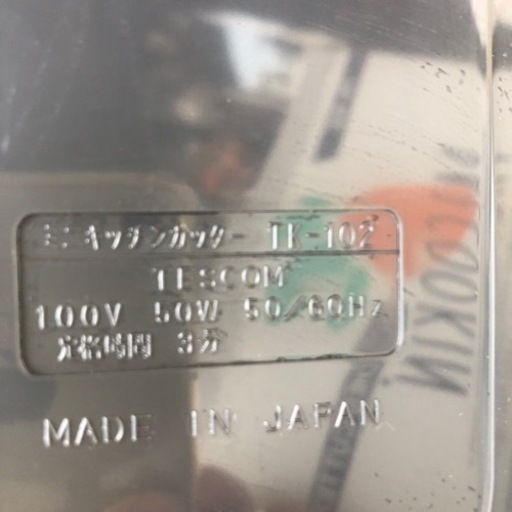 ミニキッチンカッター TK-102
TESCOM
100V 50W 50/60Hz
定格時間 3分
MADE IN JAPAN